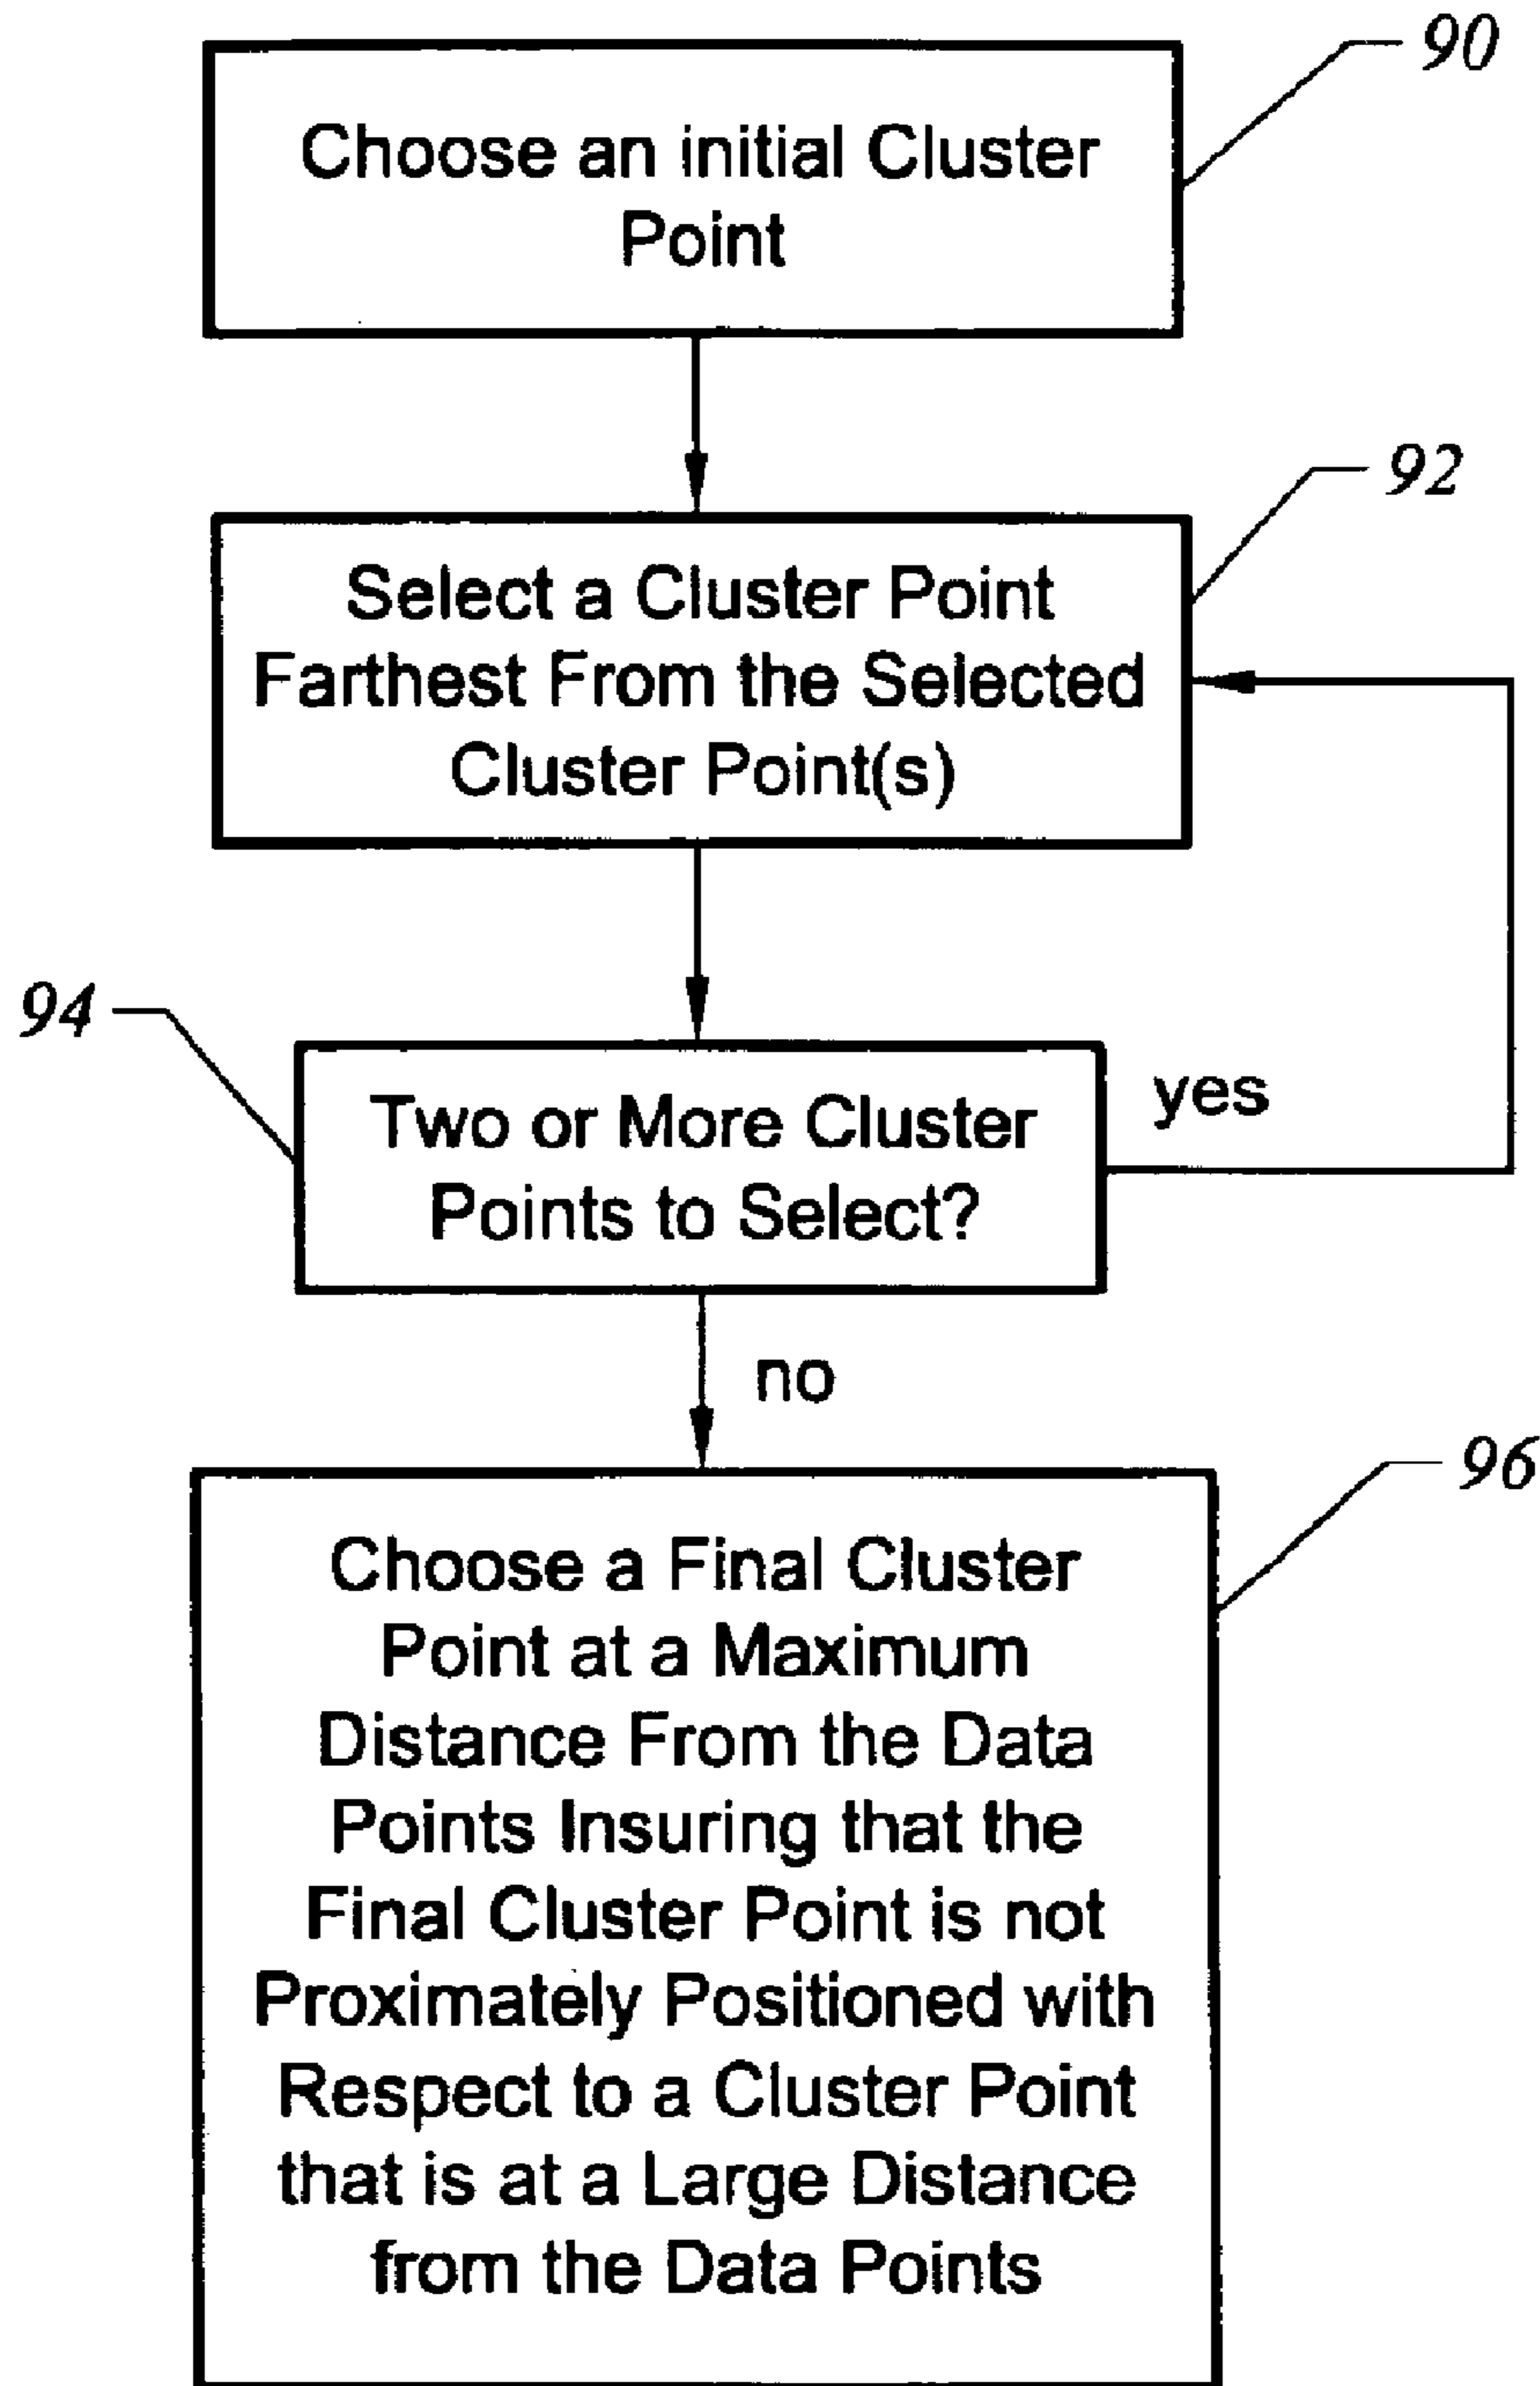 90
Choose an initial Cluster
Point
92
Select a Cluster Point
Farthest From the Selected
Cluster Point(s)
94
Two or More Cluster
Points to Select?
yes
no
96
Choose a Final Cluster
Point at a Maximum
Distance From the Data
Points Insuring that the
Final Cluster Point is not
Proximately Positioned with
Respect to a Cluster Point
that is at a Large Distance
from the Data Points